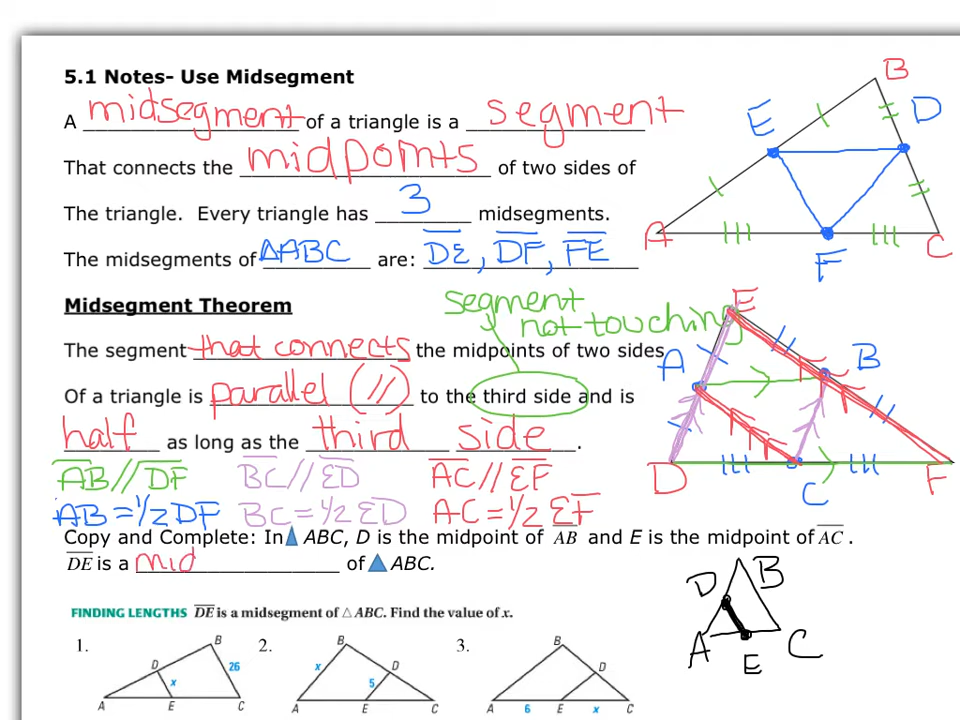 5.1 Notes- Use Midsegment
A midsegment of a triangle is a segment
That connects the midpoints of two sides of
The triangle. Every triangle has 3 midsegments.
The midsegments of △ABC are: DE, DF, FE
B
E
D
A
F
C
Midsegment Theorem
segment
not touching
The segment that connects the midpoints of two sides
Of a triangle is parallel (//) to the third side and is
half as long as the third side.
AB // DF BC // ED AC // EF
AB = 1/2 DF BC = 1/2 ED AC = 1/2 EF
E
A
B
D
C
F
Copy and Complete: In ▲ ABC, D is the midpoint of AB and E is the midpoint of AC.
DE is a mid of ▲ ABC.
D B
A E C
FINDING LENGTHS DE is a midsegment of △ABC. Find the value of x.
1. B D 26 x A E C
2. B x D 5 A E C
3. B D A 6 E x C